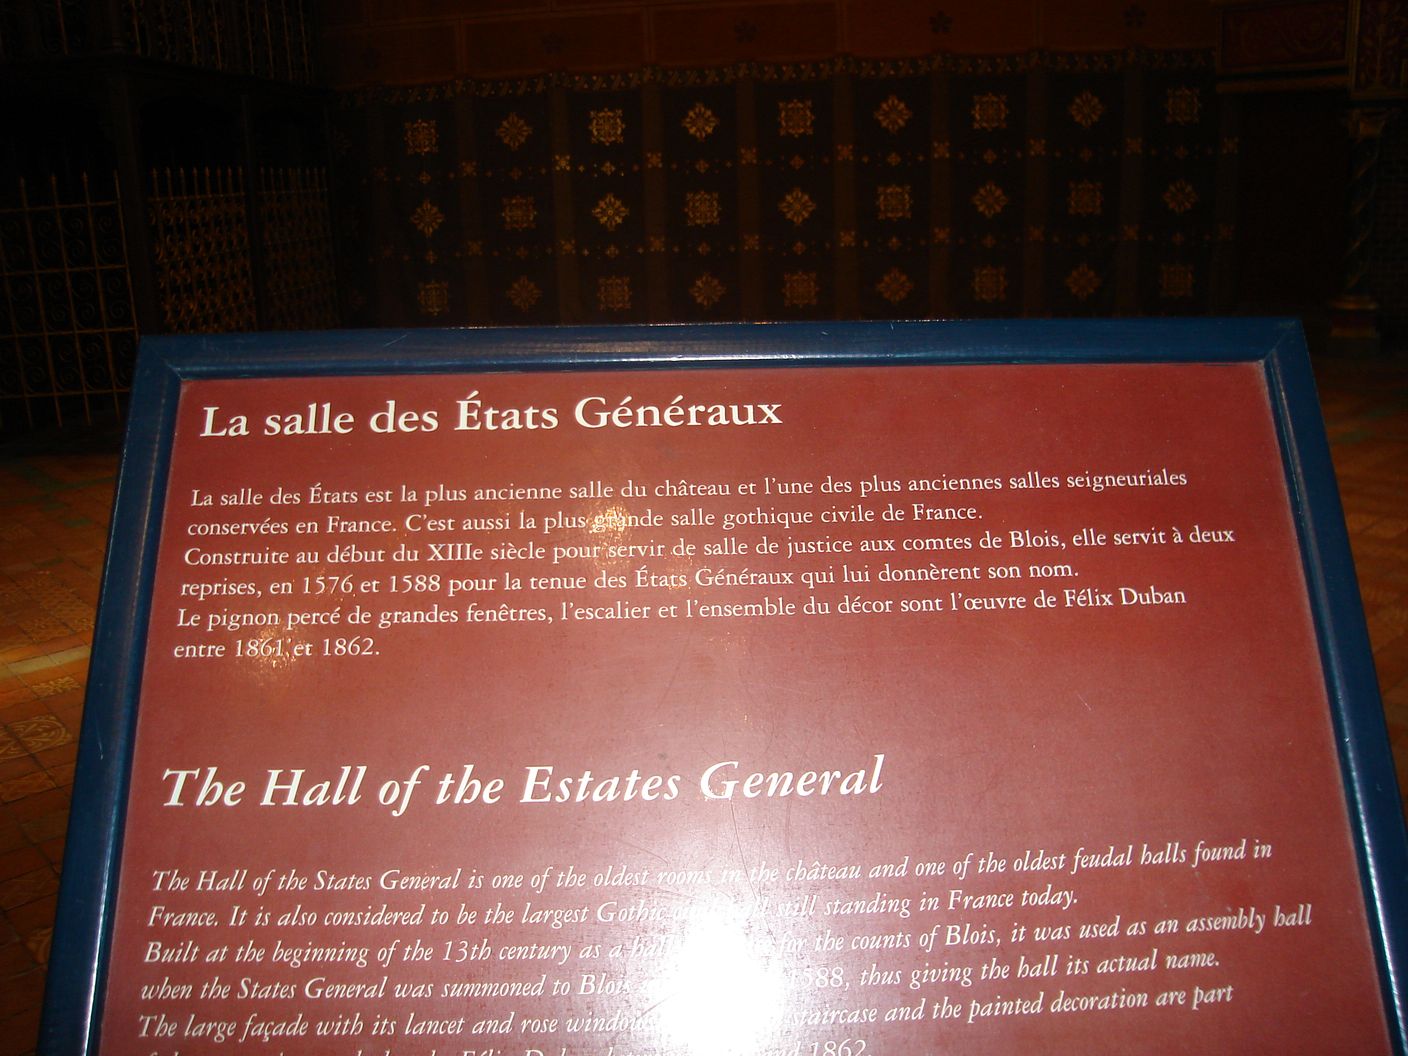 La salle des États Généraux
La salle des États est la plus ancienne salle du château et l'une des plus anciennes salles seigneuriales
conservées en France. C'est aussi la plus grande salle gothique civile de France.
Construite au début du XIIIe siècle pour servir de salle de justice aux comtes de Blois, elle servit à deux
reprises, en 1576 et 1588 pour la tenue des États Généraux qui lui donnèrent son nom.
Le pignon percé de grandes fenêtres, l'escalier et l'ensemble du décor sont l'œuvre de Félix Duban
entre 1861 et 1862.
The Hall of the Estates General
The Hall of the States General is one of the oldest rooms in the château and one of the oldest feudal halls found in
France. It is also considered to be the largest Gothic still standing in France today.
Built at the beginning of the 13th century as a for the counts of Blois, it was used as an assembly hall
when the States General was summoned to Blois 1588, thus giving the hall its actual name.
The large façade with its lancet and rose windows staircase and the painted decoration are part
Félix Duban 1862.